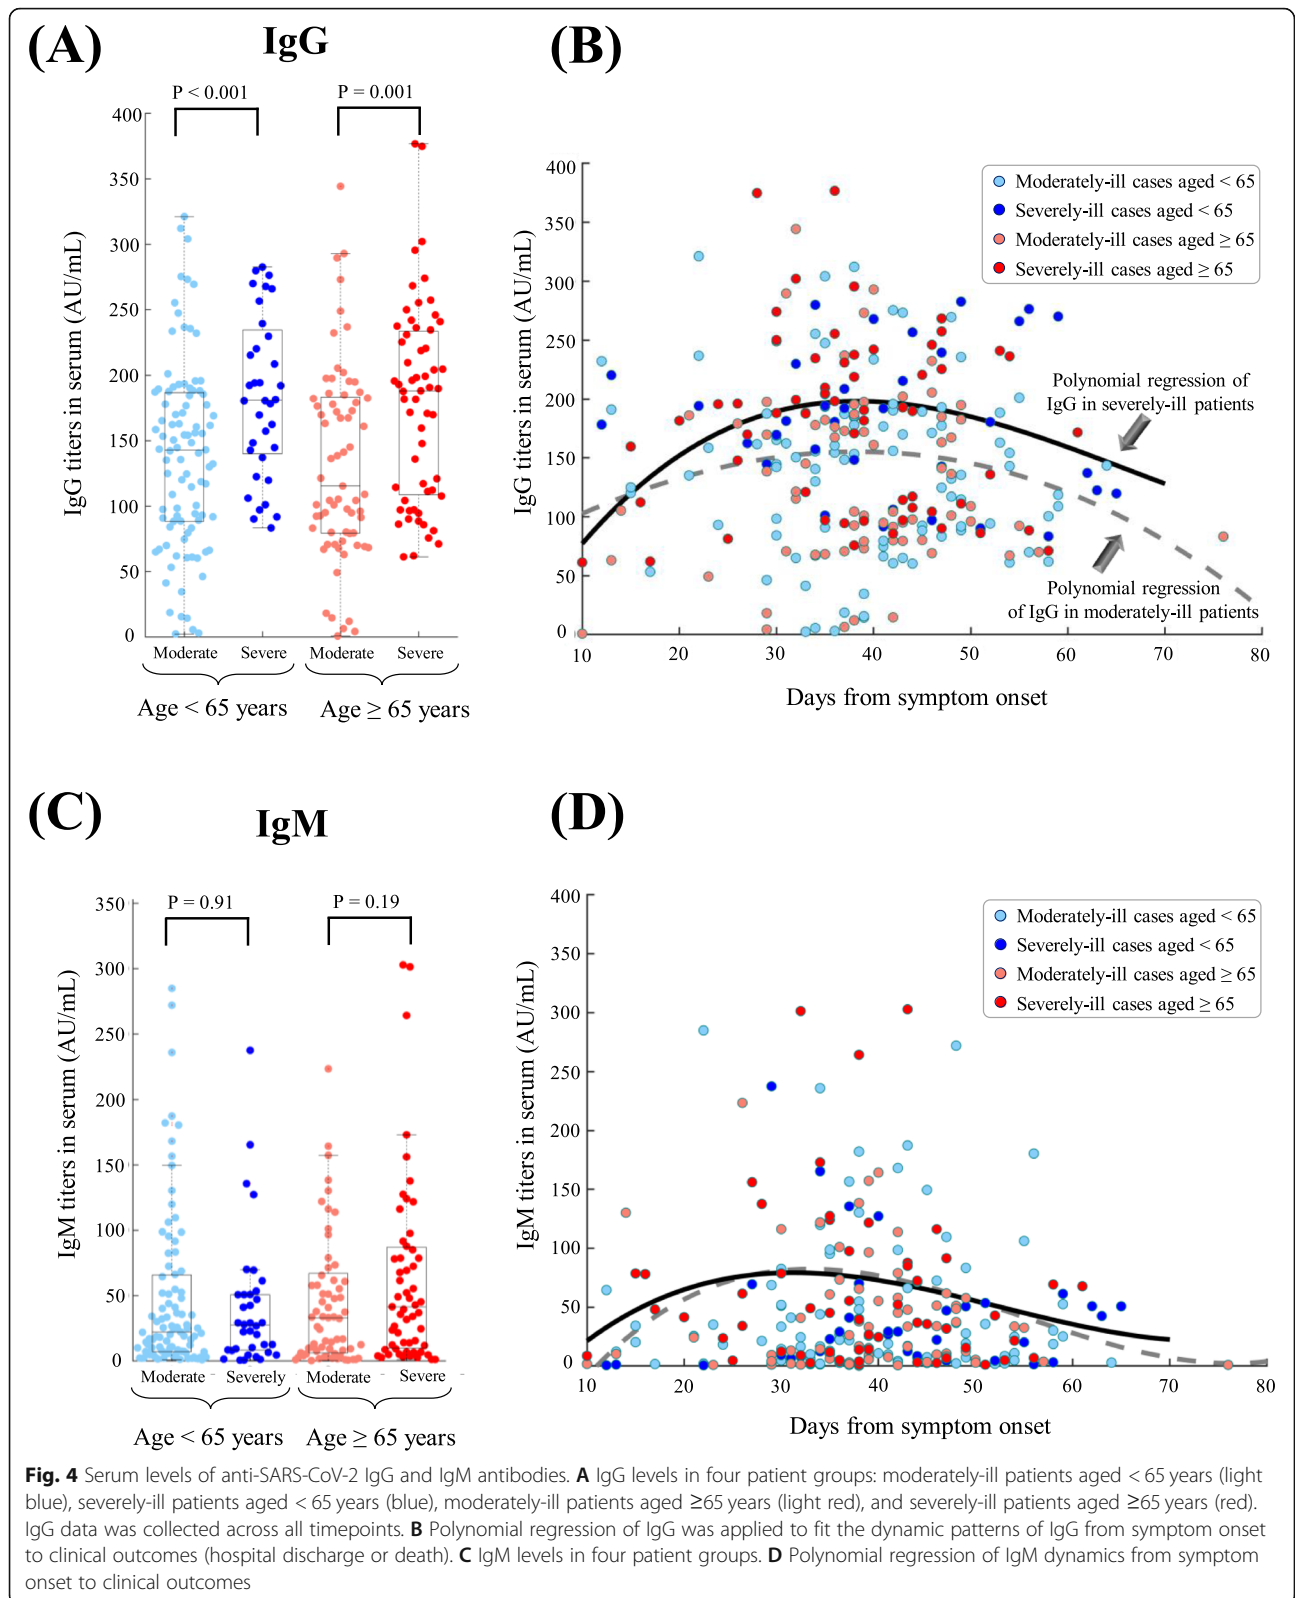 (A)
IgG
P < 0.001
P = 0.001
IgG titers in serum (AU/mL)
400
350
300
250
200
150
100
50
0
Moderate
Severe
Moderate
Severe
Age < 65 years
Age ≥ 65 years
(B)
IgG titers in serum (AU/mL)
400
350
300
250
200
150
100
50
0
Moderately-ill cases aged < 65
Severely-ill cases aged < 65
Moderately-ill cases aged ≥ 65
Severely-ill cases aged ≥ 65
Polynomial regression of
IgG in severely-ill patients
Polynomial regression
of IgG in moderately-ill patients
10 20 30 40 50 60 70 80
Days from symptom onset
(C)
IgM
P = 0.91
P = 0.19
IgM titers in serum (AU/mL)
350
300
250
200
150
100
50
0
Moderate
Severely
Moderate
Severe
Age < 65 years
Age ≥ 65 years
(D)
IgM titers in serum (AU/mL)
400
350
300
250
200
150
100
50
0
Moderately-ill cases aged < 65
Severely-ill cases aged < 65
Moderately-ill cases aged ≥ 65
Severely-ill cases aged ≥ 65
10 20 30 40 50 60 70 80
Days from symptom onset
Fig. 4 Serum levels of anti-SARS-CoV-2 IgG and IgM antibodies. A IgG levels in four patient groups: moderately-ill patients aged < 65 years (light
blue), severely-ill patients aged < 65 years (blue), moderately-ill patients aged ≥65 years (light red), and severely-ill patients aged ≥65 years (red).
IgG data was collected across all timepoints. B Polynomial regression of IgG was applied to fit the dynamic patterns of IgG from symptom onset
to clinical outcomes (hospital discharge or death). C IgM levels in four patient groups. D Polynomial regression of IgM dynamics from symptom
onset to clinical outcomes